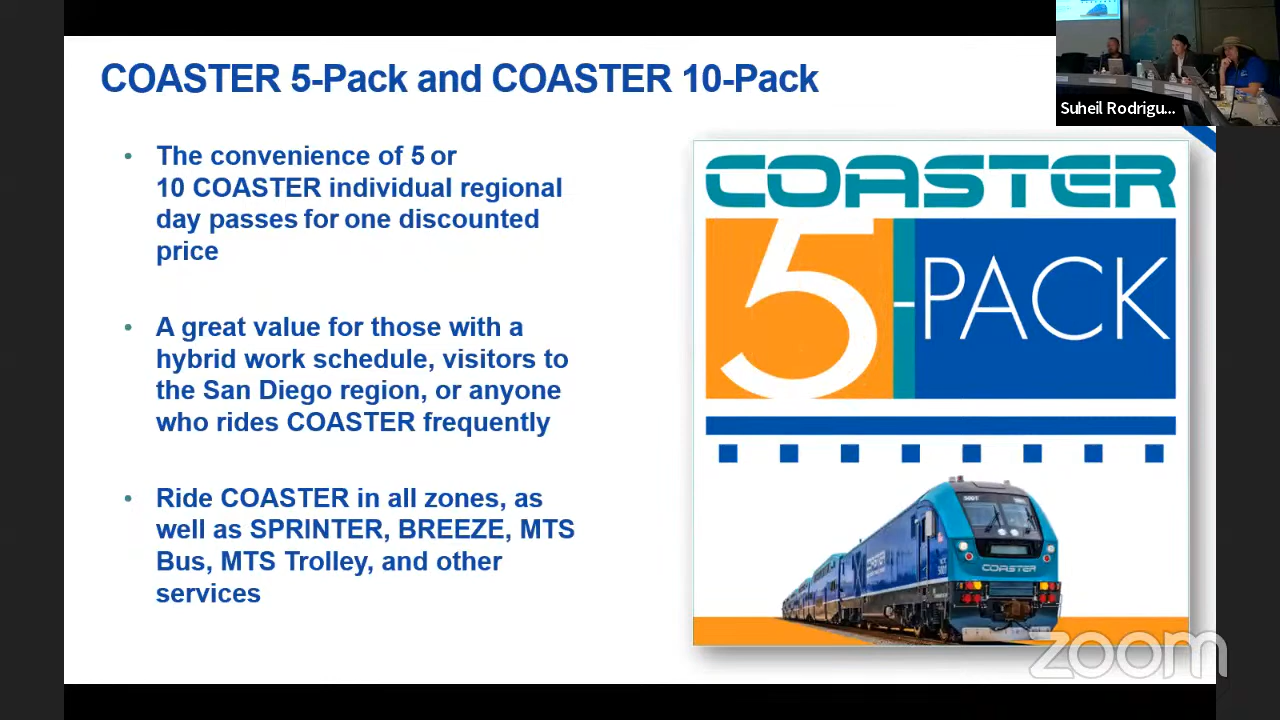 COASTER 5-Pack and COASTER 10-Pack
Suheil Rodrigu...
• The convenience of 5 or
10 COASTER individual regional
day passes for one discounted
price
• A great value for those with a
hybrid work schedule, visitors to
the San Diego region, or anyone
who rides COASTER frequently
• Ride COASTER in all zones, as
well as SPRINTER, BREEZE, MTS
Bus, MTS Trolley, and other
services
COASTER
5-PACK
5001
COASTER
COASTER
zoom